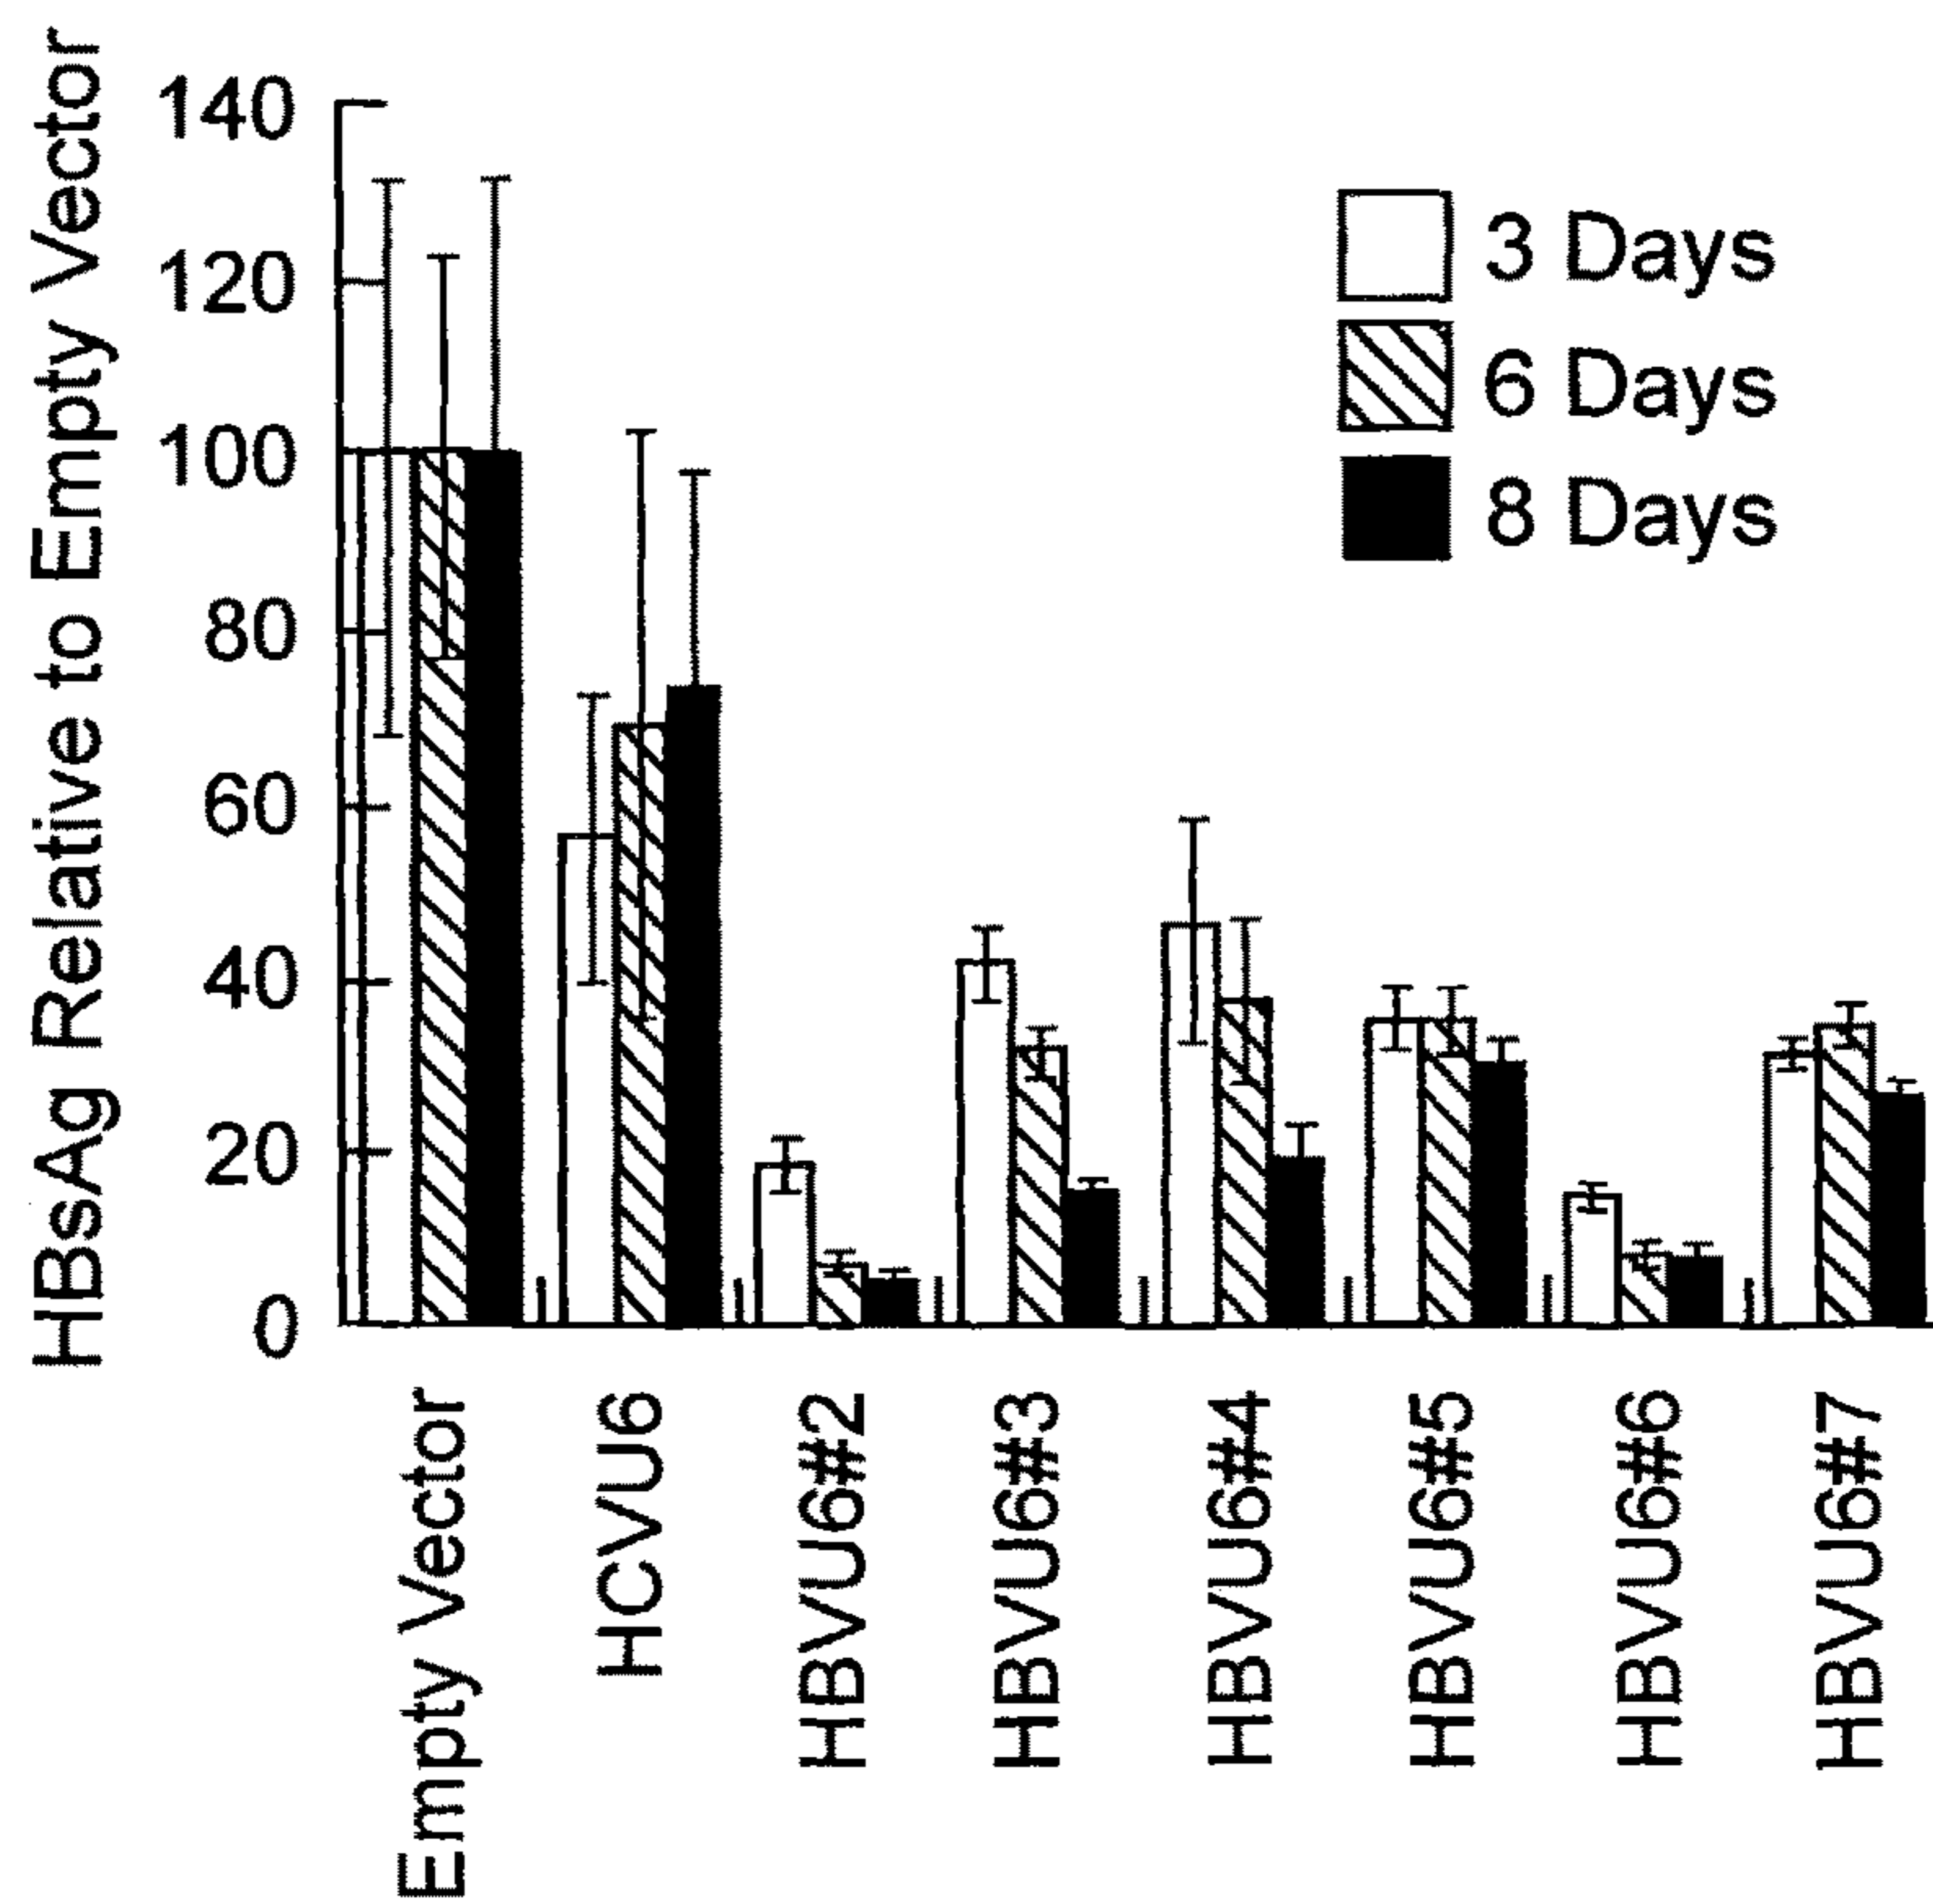 HBsAg Relative to Empty Vector
140
120
100
80
60
40
20
0
3 Days
6 Days
8 Days
Empty Vector
HCVU6
HBVU6#2
HBVU6#3
HBVU6#4
HBVU6#5
HBVU6#6
HBVU6#7